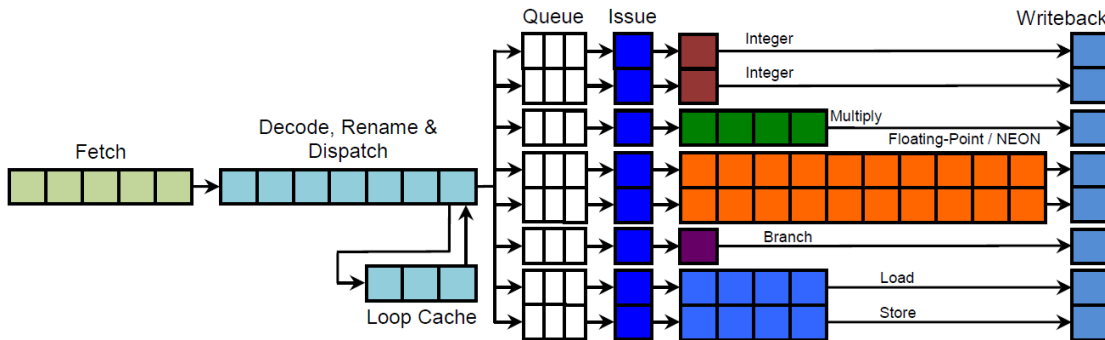 Queue
Issue
Writeback
Integer
Integer
Decode, Rename &
Dispatch
Multiply
Fetch
Floating-Point / NEON
Branch
Load
Loop Cache
Store